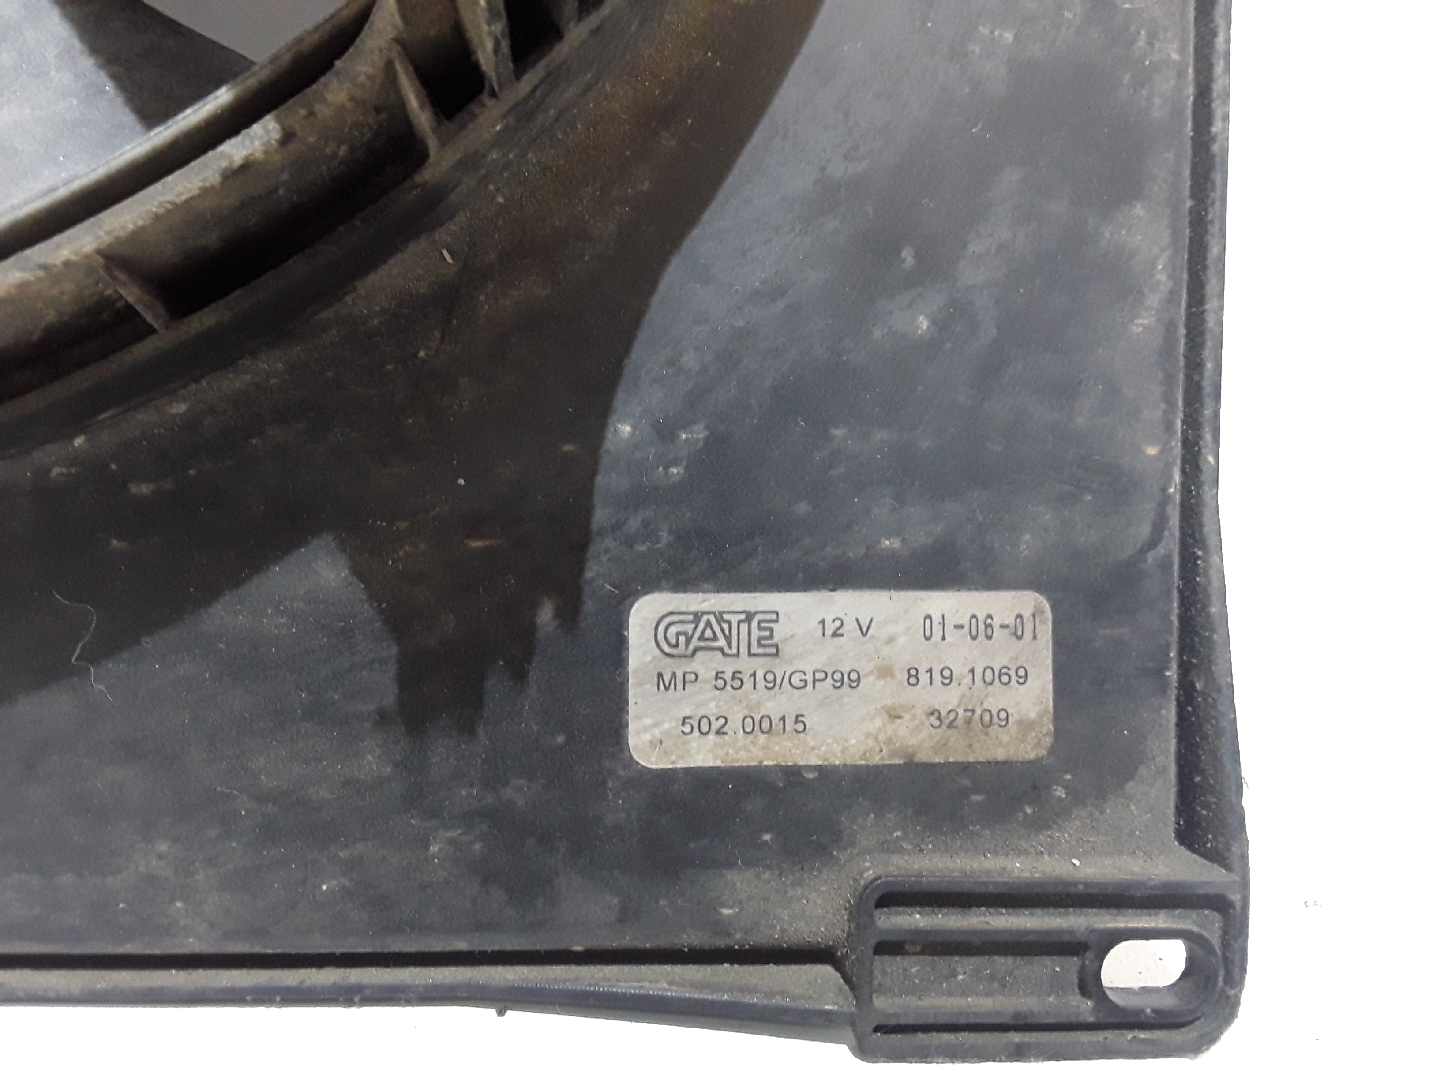 GATE 12 V 01-06-01
MP 5519/GP99 819.1069
502.0015 32709